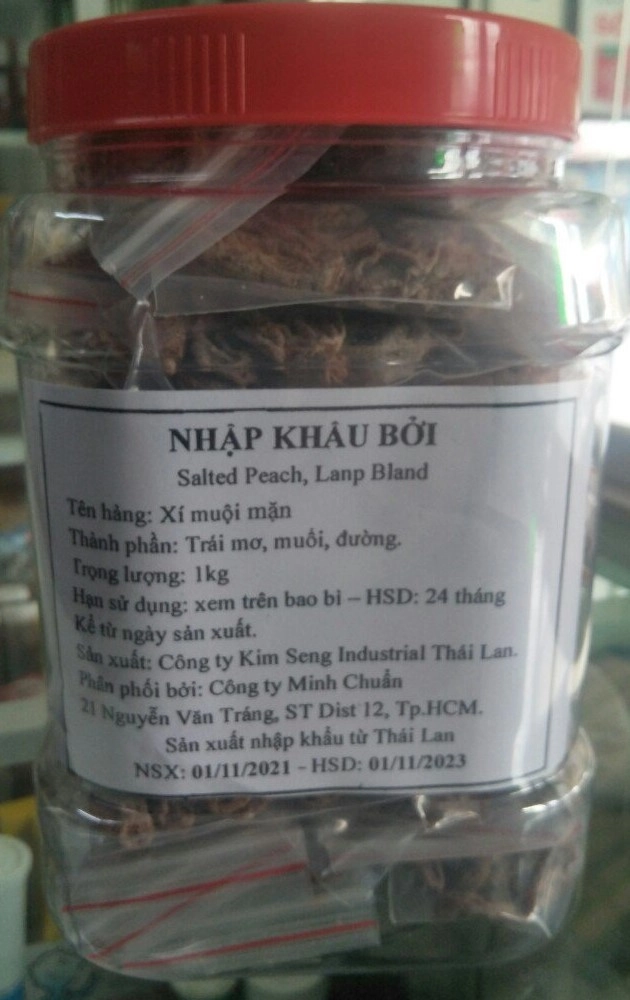 NHẬP KHẨU BỞI
Salted Peach, Lanp Bland
Tên hàng: Xí muội mặn
Thành phần: Trái mơ, muối, đường.
Trọng lượng: 1kg
Hạn sử dụng: xem trên bao bì – HSD: 24 tháng
Kể từ ngày sản xuất.
Sản xuất: Công ty Kim Seng Industrial Thái Lan.
Phân phối bởi: Công ty Minh Chuẩn
21 Nguyễn Văn Tráng, ST Dist 12, Tp.HCM.
Sản xuất nhập khẩu từ Thái Lan
NSX: 01/11/2021 - HSD: 01/11/2023